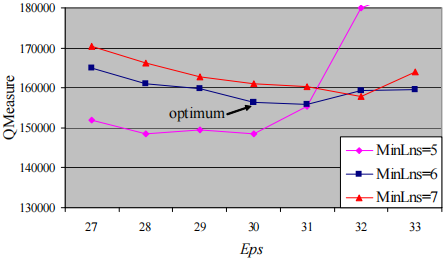 180000
170000
160000
150000
140000
130000
QMeasure
optimum
MinLns=5
MinLns=6
MinLns=7
27 28 29 30 31 32 33
Eps